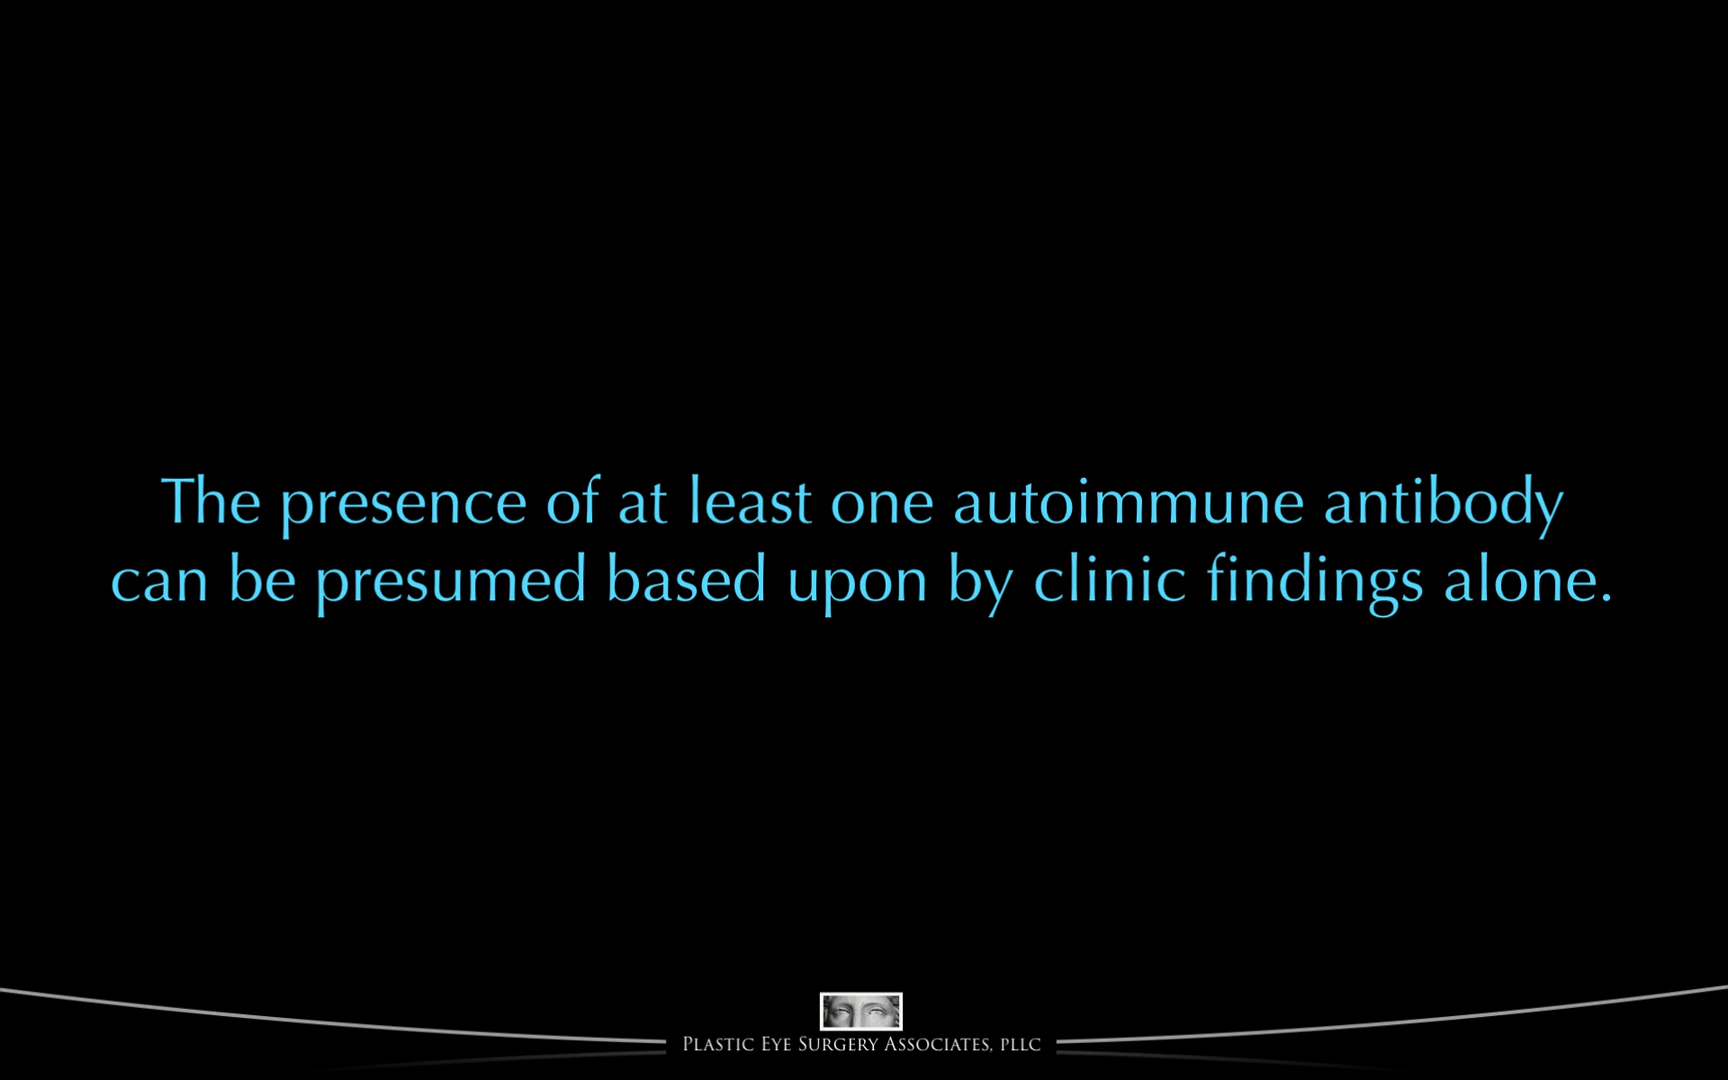 The presence of at least one autoimmune antibody
can be presumed based upon by clinic findings alone.
PLASTIC EYE SURGERY ASSOCIATES, PLLC